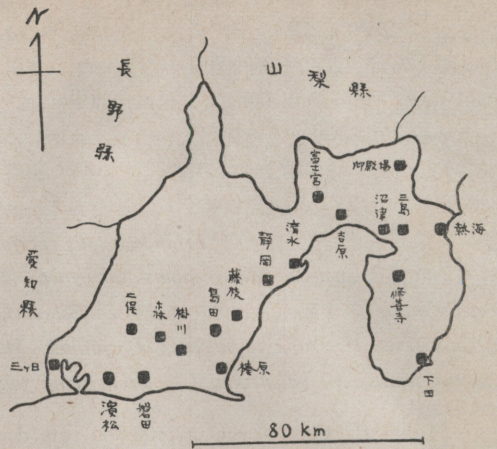 N
長野縣
山梨縣
愛知縣
御殿場
富士宮
吉原
沼津
三島
熱海
清水
静岡
修善寺
藤枝
島田
掛川
森
二俣
榛原
三ヶ日
濱松
磐田
下田
80 km